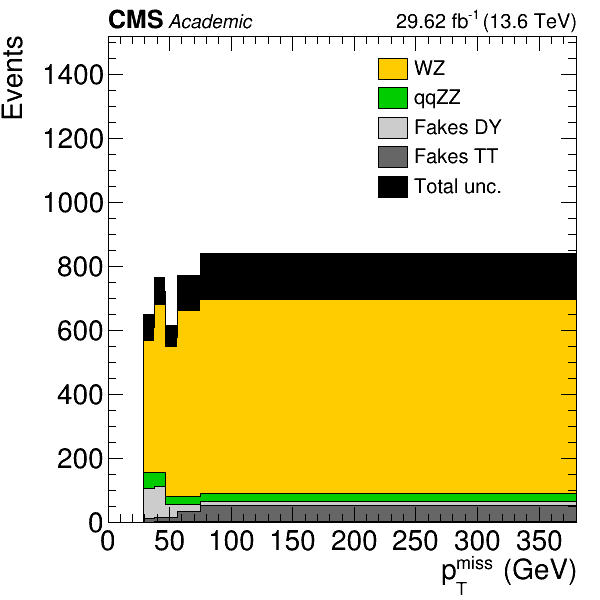 CMS Academic 29.62 fb-1 (13.6 TeV)
Events
1400
1200
1000
800
600
400
200
0
WZ
qqZZ
Fakes DY
Fakes TT
Total unc.
0 50 100 150 200 250 300 350
pTmiss (GeV)